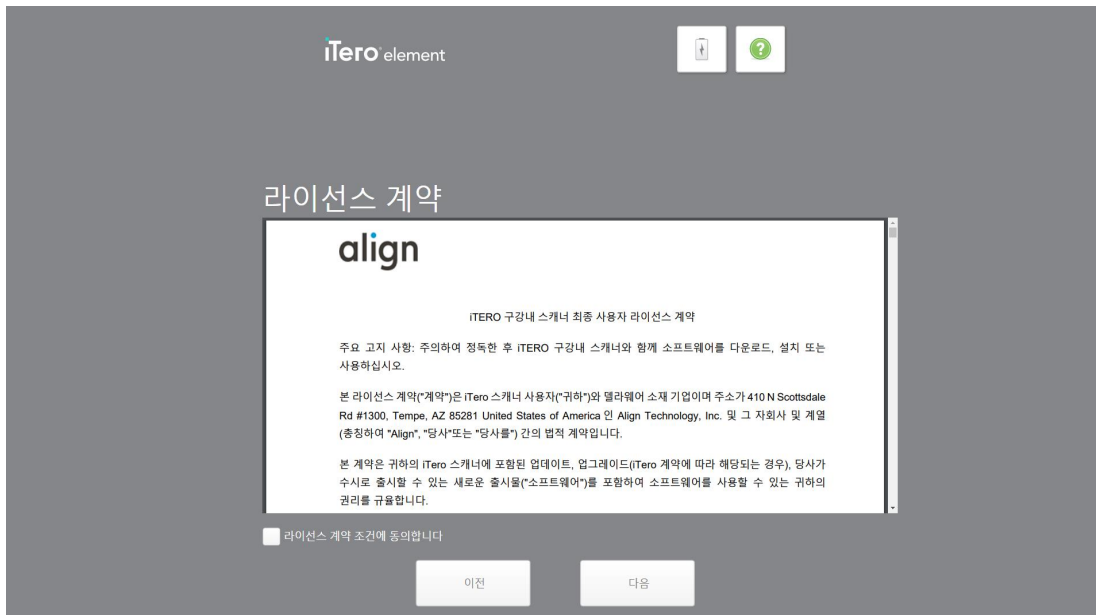 iTero element
라이선스 계약
align
iTERO 구강내 스캐너 최종 사용자 라이선스 계약
주요 고지 사항: 주의하여 정독한 후 iTERO 구강내 스캐너와 함께 소프트웨어를 다운로드, 설치 또는
사용하십시오.
본 라이선스 계약("계약")은 iTero 스캐너 사용자("귀하")와 델라웨어 소재 기업이며 주소가 410 N Scottsdale
Rd #1300, Tempe, AZ 85281 United States of America 인 Align Technology, Inc. 및 그 자회사 및 계열
(총칭하여 "Align", "당사"또는 "당사를") 간의 법적 계약입니다.
본 계약은 귀하의 iTero 스캐너에 포함된 업데이트, 업그레이드(iTero 계약에 따라 해당되는 경우), 당사가
수시로 출시할 수 있는 새로운 출시물("소프트웨어")를 포함하여 소프트웨어를 사용할 수 있는 귀하의
권리를 규율합니다.
라이선스 계약 조건에 동의합니다
이전
다음